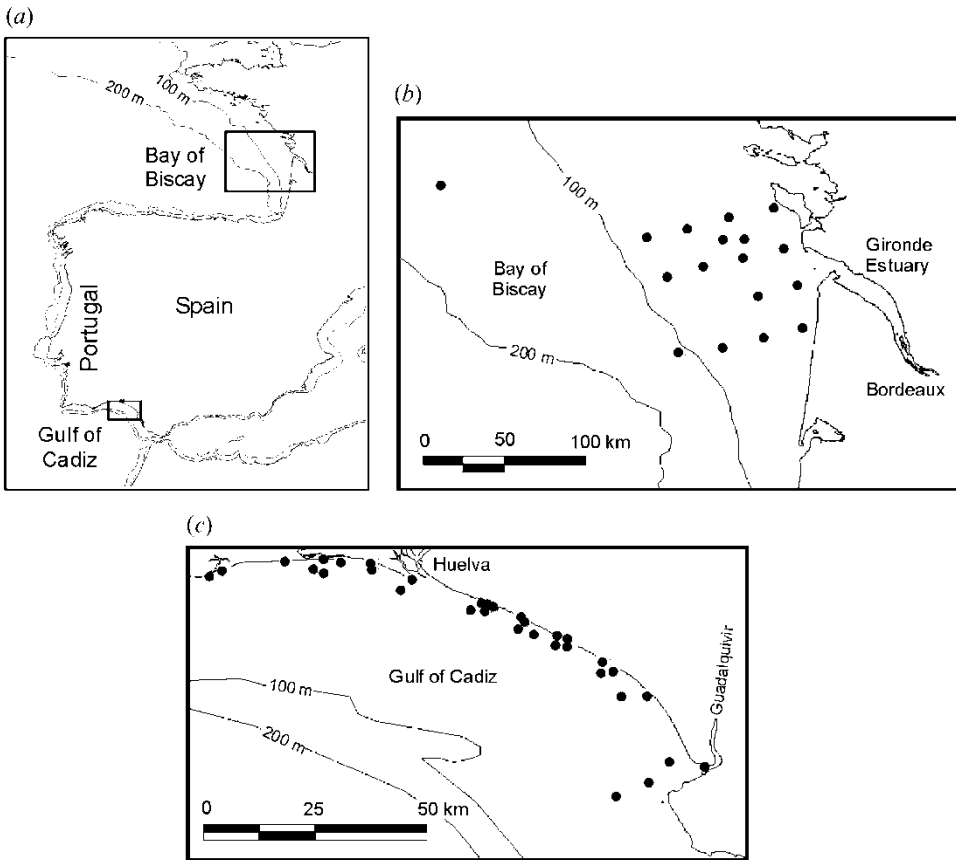 (a)
200 m
100 m
Bay of
Biscay
Portugal
Spain
Gulf of
Cadiz
(b)
100 m
Bay of
Biscay
200 m
Gironde
Estuary
Bordeaux
0 50 100 km
(c)
Huelva
Gulf of Cadiz
Guadalquivir
100 m
200 m
0 25 50 km